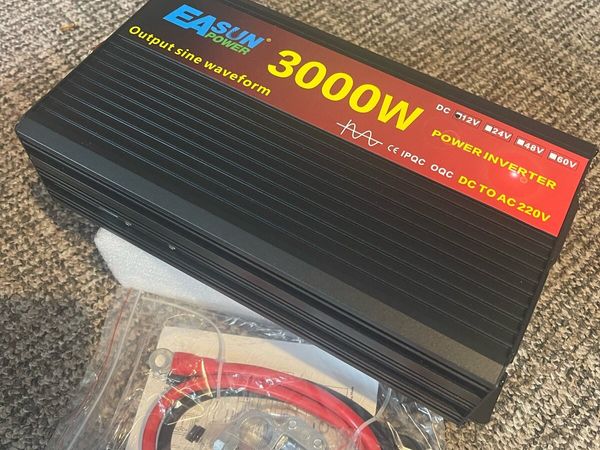 EASUN®
POWER
Output sine waveform
3000W
DC 12V 24V 48V 60V
POWER INVERTER
CE IPQC OQC
DC TO AC 220V